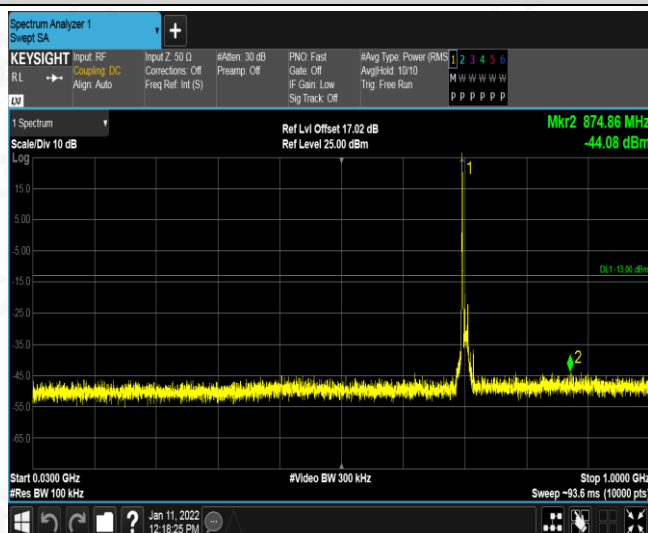 Spectrum Analyzer 1
Swept SA
+
KEYSIGHT
RL
LXI
Input: RF
Coupling: DC
Align: Auto
Input Z: 50 Ω
Corrections: Off
Freq Ref: Int (S)
#Atten: 30 dB
Preamp: Off
PNO: Fast
Gate: Off
IF Gain: Low
Sig Track: Off
#Avg Type: Power (RMS
Avg|Hold: 10/10
Trig: Free Run
1 2 3 4 5 6
M W W W W W
P P P P P P
1 Spectrum
Scale/Div 10 dB
Ref Lvl Offset 17.02 dB
Ref Level 25.00 dBm
Mkr2 874.86 MHz
-44.08 dBm
Log
1
15.0
5.00
-5.00
DL1 -13.00 dBm
-15.0
-25.0
-35.0
2
-45.0
-55.0
-65.0
Start 0.0300 GHz
#Res BW 100 kHz
#Video BW 300 kHz
Stop 1.0000 GHz
Sweep ~93.6 ms (10000 pts)
?
Jan 11, 2022
12:18:25 PM